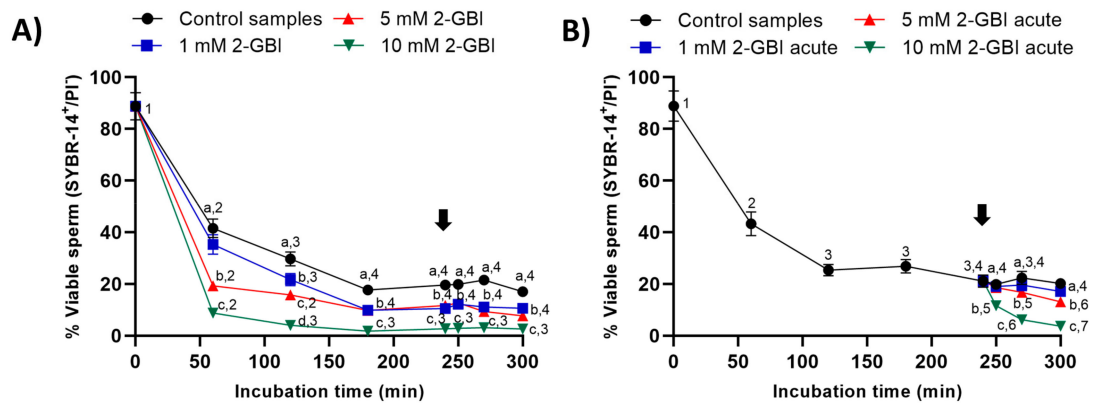 A)
Control samples
5 mM 2-GBI
1 mM 2-GBI
10 mM 2-GBI
% Viable sperm (SYBR-14⁺/PI⁻)
100
80
60
40
20
0
1
a,2
b,2
c,2
a,3
b,3
c,2
d,3
a,4
b,4
c,3
a,4
a,4
a,4
b,4
b,4
b,4
b,4
c,3
c,3
c,3
c,3
0 50 100 150 200 250 300
Incubation time (min)
B)
Control samples
5 mM 2-GBI acute
1 mM 2-GBI acute
10 mM 2-GBI acute
% Viable sperm (SYBR-14⁺/PI⁻)
100
80
60
40
20
0
1
2
3
3
3,4
a,4
a,3,4
a,4
b,5
b,6
b,5
c,6
c,7
0 50 100 150 200 250 300
Incubation time (min)